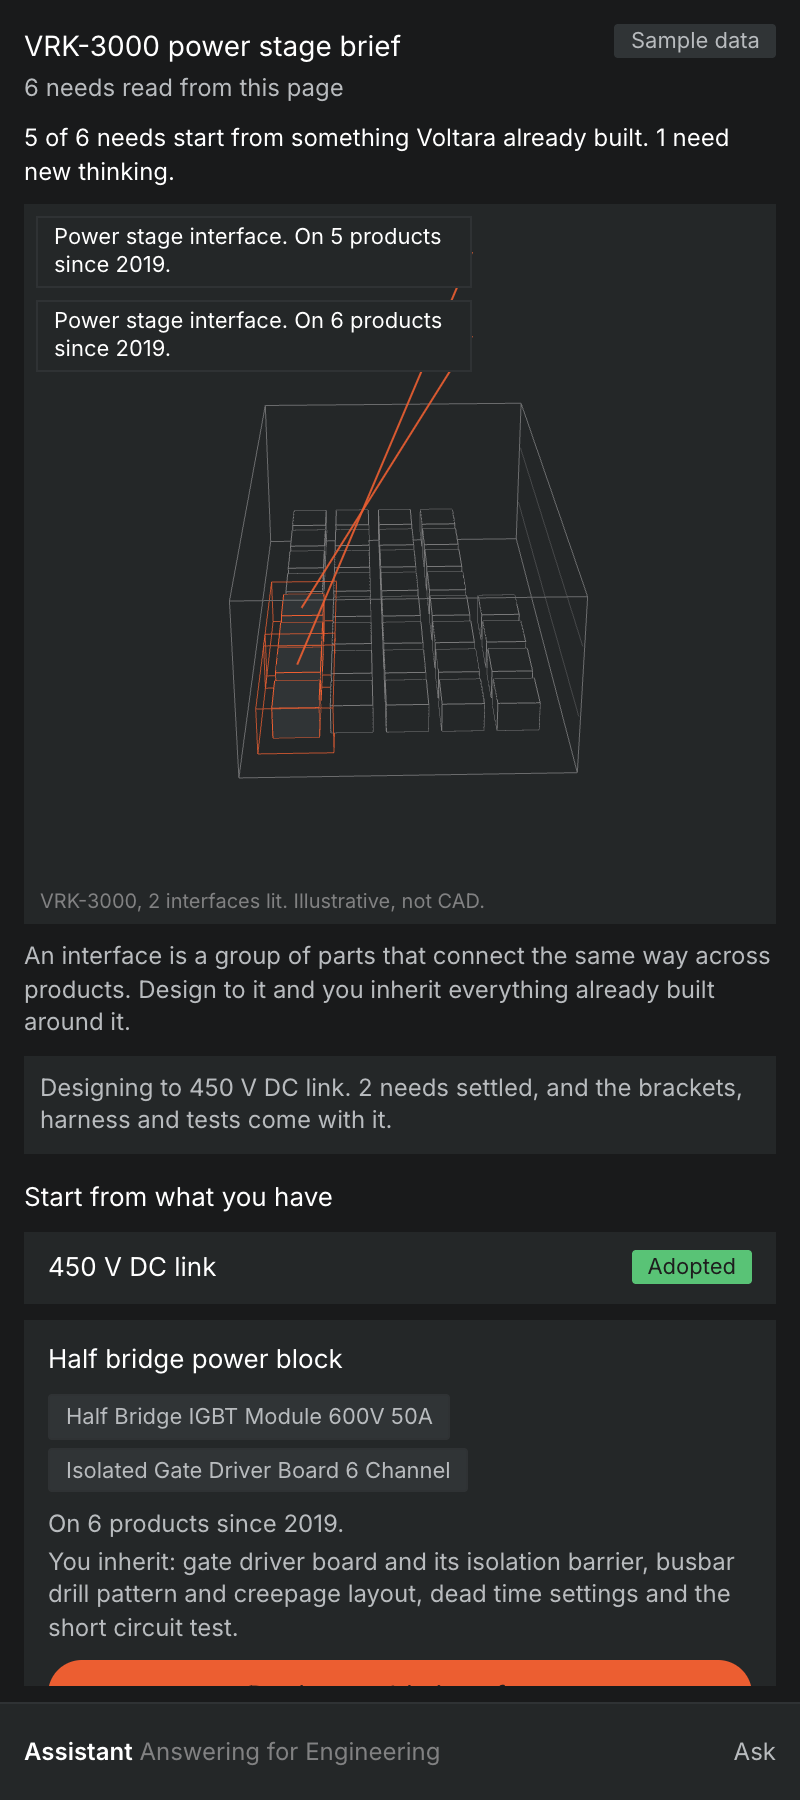 VRK-3000 power stage brief
Sample data
6 needs read from this page
5 of 6 needs start from something Voltara already built. 1 need
new thinking.
Power stage interface. On 5 products
since 2019.
Power stage interface. On 6 products
since 2019.
VRK-3000, 2 interfaces lit. Illustrative, not CAD.
An interface is a group of parts that connect the same way across
products. Design to it and you inherit everything already built
around it.
Designing to 450 V DC link. 2 needs settled, and the brackets,
harness and tests come with it.
Start from what you have
450 V DC link
Adopted
Half bridge power block
Half Bridge IGBT Module 600V 50A
Isolated Gate Driver Board 6 Channel
On 6 products since 2019.
You inherit: gate driver board and its isolation barrier, busbar
drill pattern and creepage layout, dead time settings and the
short circuit test.
Assistant Answering for Engineering
Ask